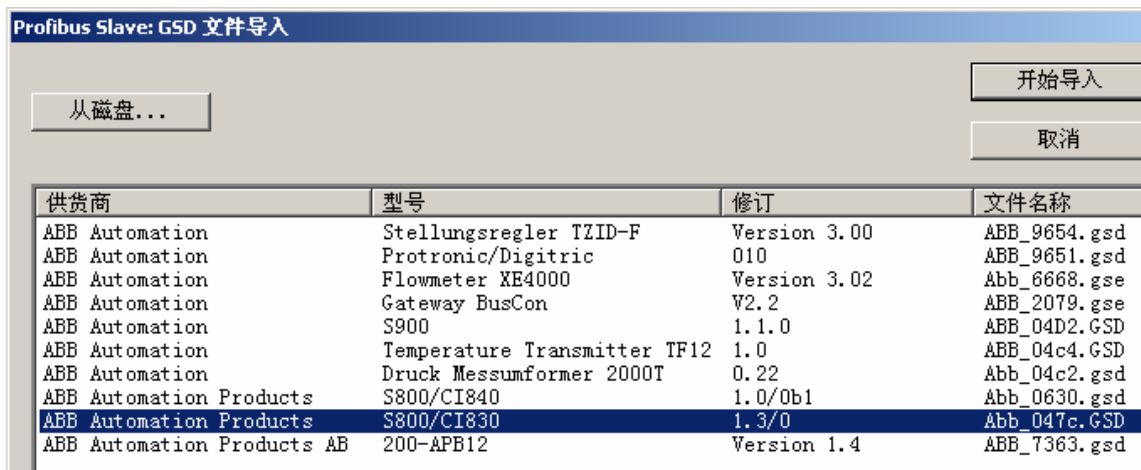 Profibus Slave: GSD 文件导入
开始导入
从磁盘...
取消
供货商 型号 修订 文件名称
ABB Automation Stellungsregler TZID-F Version 3.00 ABB_9654.gsd
ABB Automation Protronic/Digitric 010 ABB_9651.gsd
ABB Automation Flowmeter XE4000 Version 3.02 Abb_6668.gse
ABB Automation Gateway BusCon V2.2 ABB_2079.gse
ABB Automation S900 1.1.0 ABB_04D2.GSD
ABB Automation Temperature Transmitter TF12 1.0 ABB_04c4.GSD
ABB Automation Druck Messumformer 2000T 0.22 Abb_04c2.gsd
ABB Automation Products S800/CI840 1.0/0b1 Abb_0630.gsd
ABB Automation Products S800/CI830 1.3/0 Abb_047c.GSD
ABB Automation Products AB 200-APB12 Version 1.4 ABB_7363.gsd